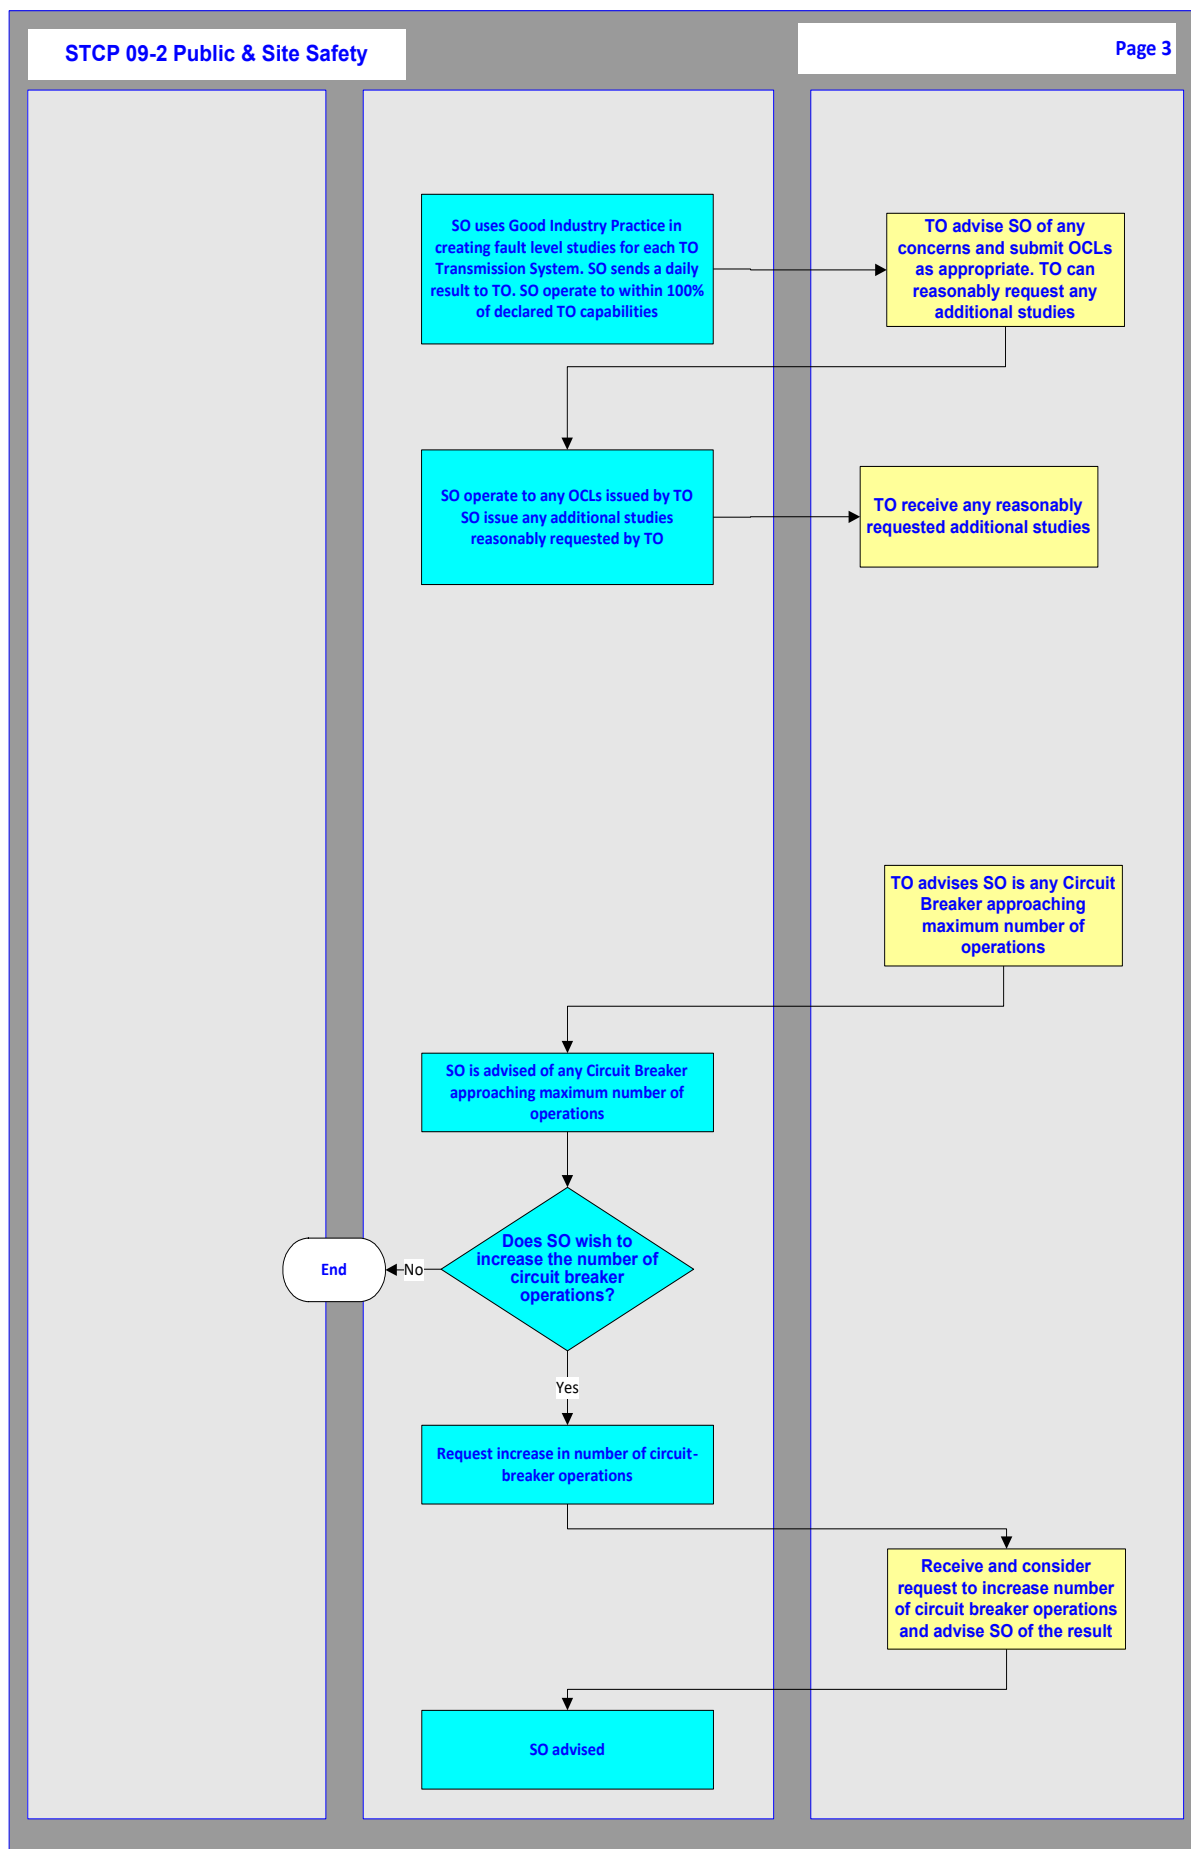 STCP 09-2 Public & Site Safety
Page 3
SO uses Good Industry Practice in
creating fault level studies for each TO
Transmission System. SO sends a daily
result to TO. SO operate to within 100%
of declared TO capabilities
TO advise SO of any
concerns and submit OCLs
as appropriate. TO can
reasonably request any
additional studies
SO operate to any OCLs issued by TO
SO issue any additional studies
reasonably requested by TO
TO receive any reasonably
requested additional studies
TO advises SO is any Circuit
Breaker approaching
maximum number of
operations
SO is advised of any Circuit Breaker
approaching maximum number of
operations
Does SO wish to
increase the number of
circuit breaker
operations?
No
End
Yes
Request increase in number of circuit-
breaker operations
Receive and consider
request to increase number
of circuit breaker operations
and advise SO of the result
SO advised